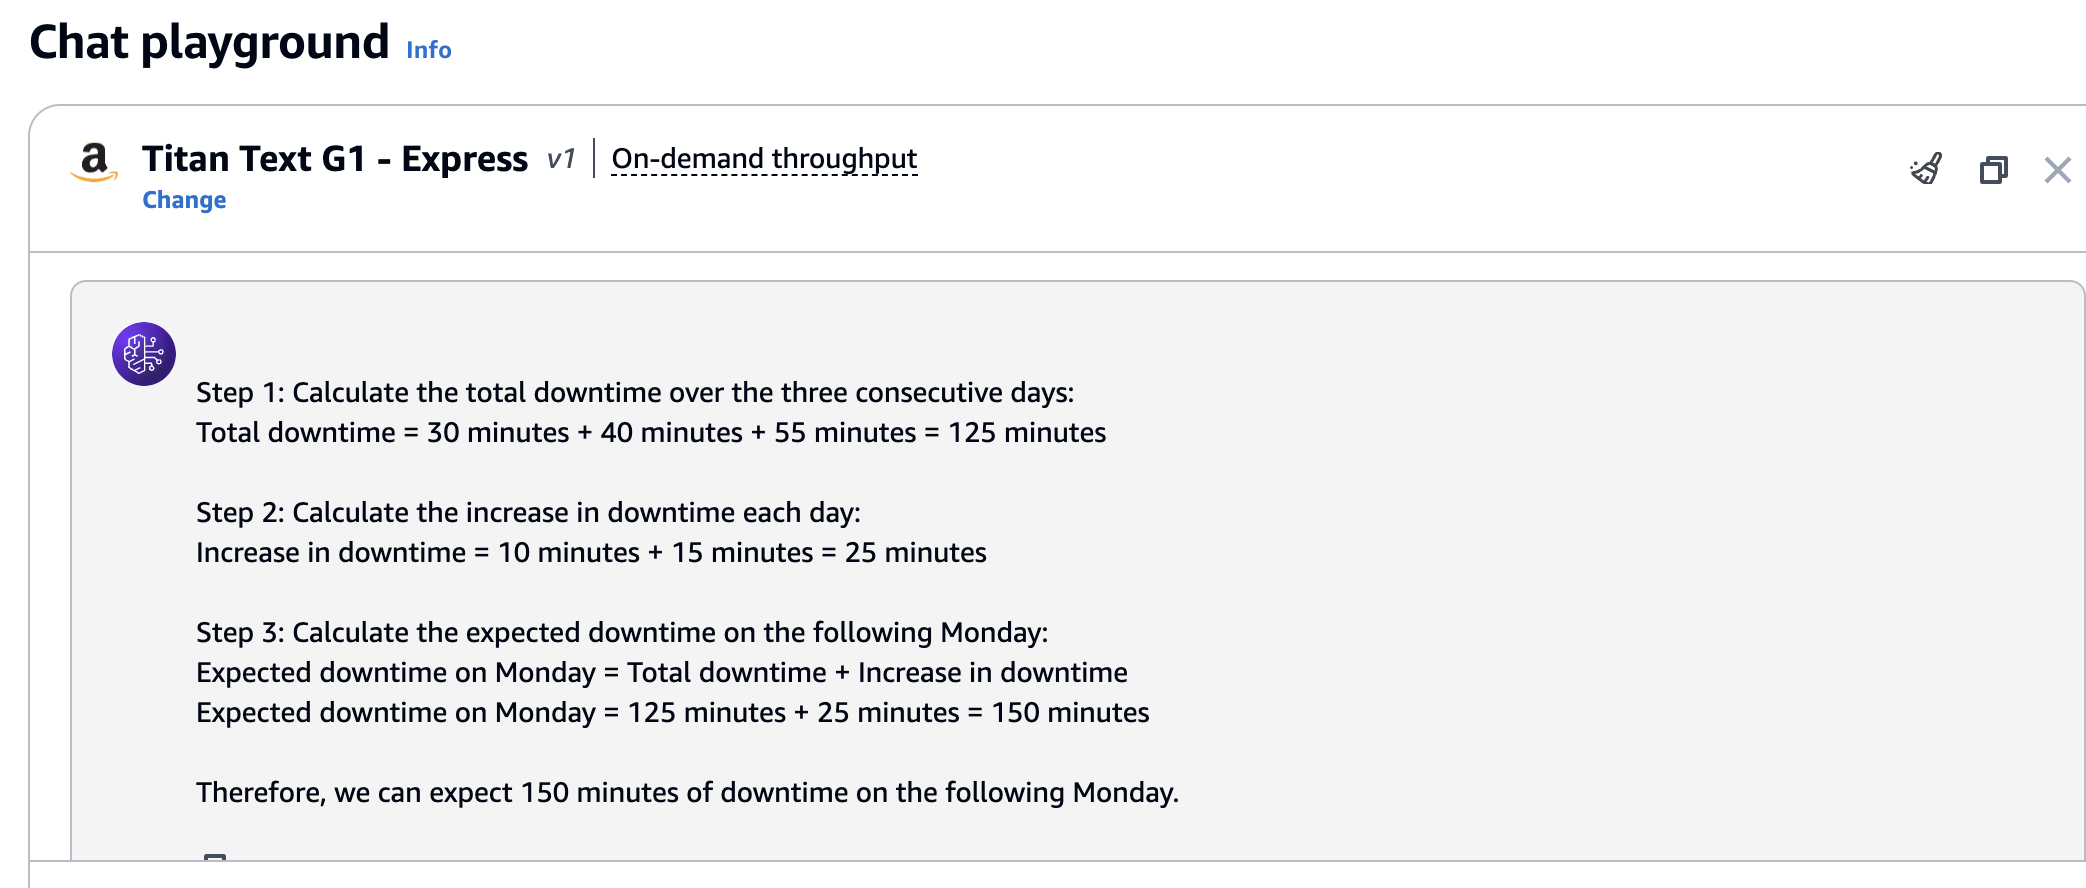 Chat playground Info
a Titan Text G1 - Express v1 On-demand throughput
Change
Step 1: Calculate the total downtime over the three consecutive days:
Total downtime = 30 minutes + 40 minutes + 55 minutes = 125 minutes
Step 2: Calculate the increase in downtime each day:
Increase in downtime = 10 minutes + 15 minutes = 25 minutes
Step 3: Calculate the expected downtime on the following Monday:
Expected downtime on Monday = Total downtime + Increase in downtime
Expected downtime on Monday = 125 minutes + 25 minutes = 150 minutes
Therefore, we can expect 150 minutes of downtime on the following Monday.